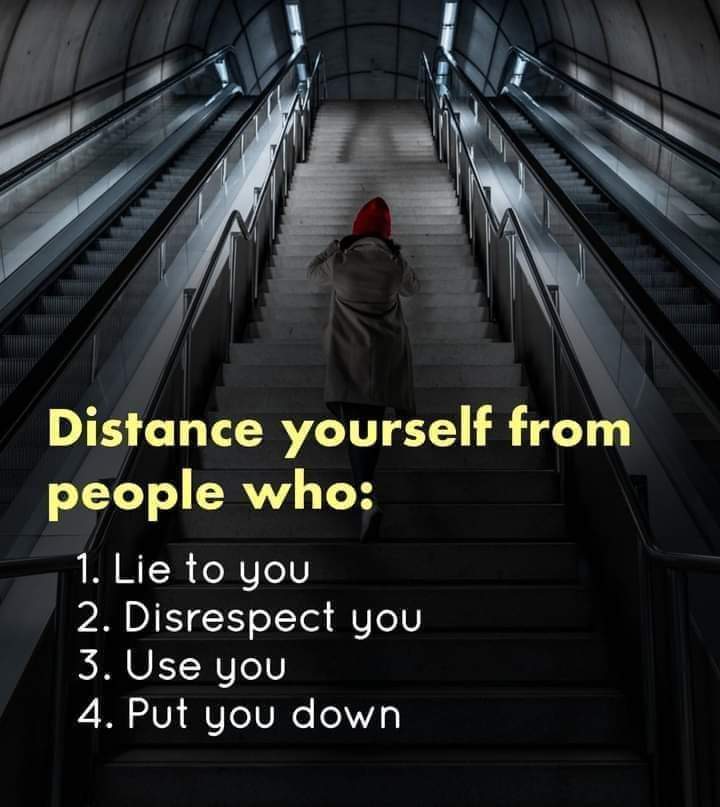 Distance yourself from
people who:
1. Lie to you
2. Disrespect you
3. Use you
4. Put you down